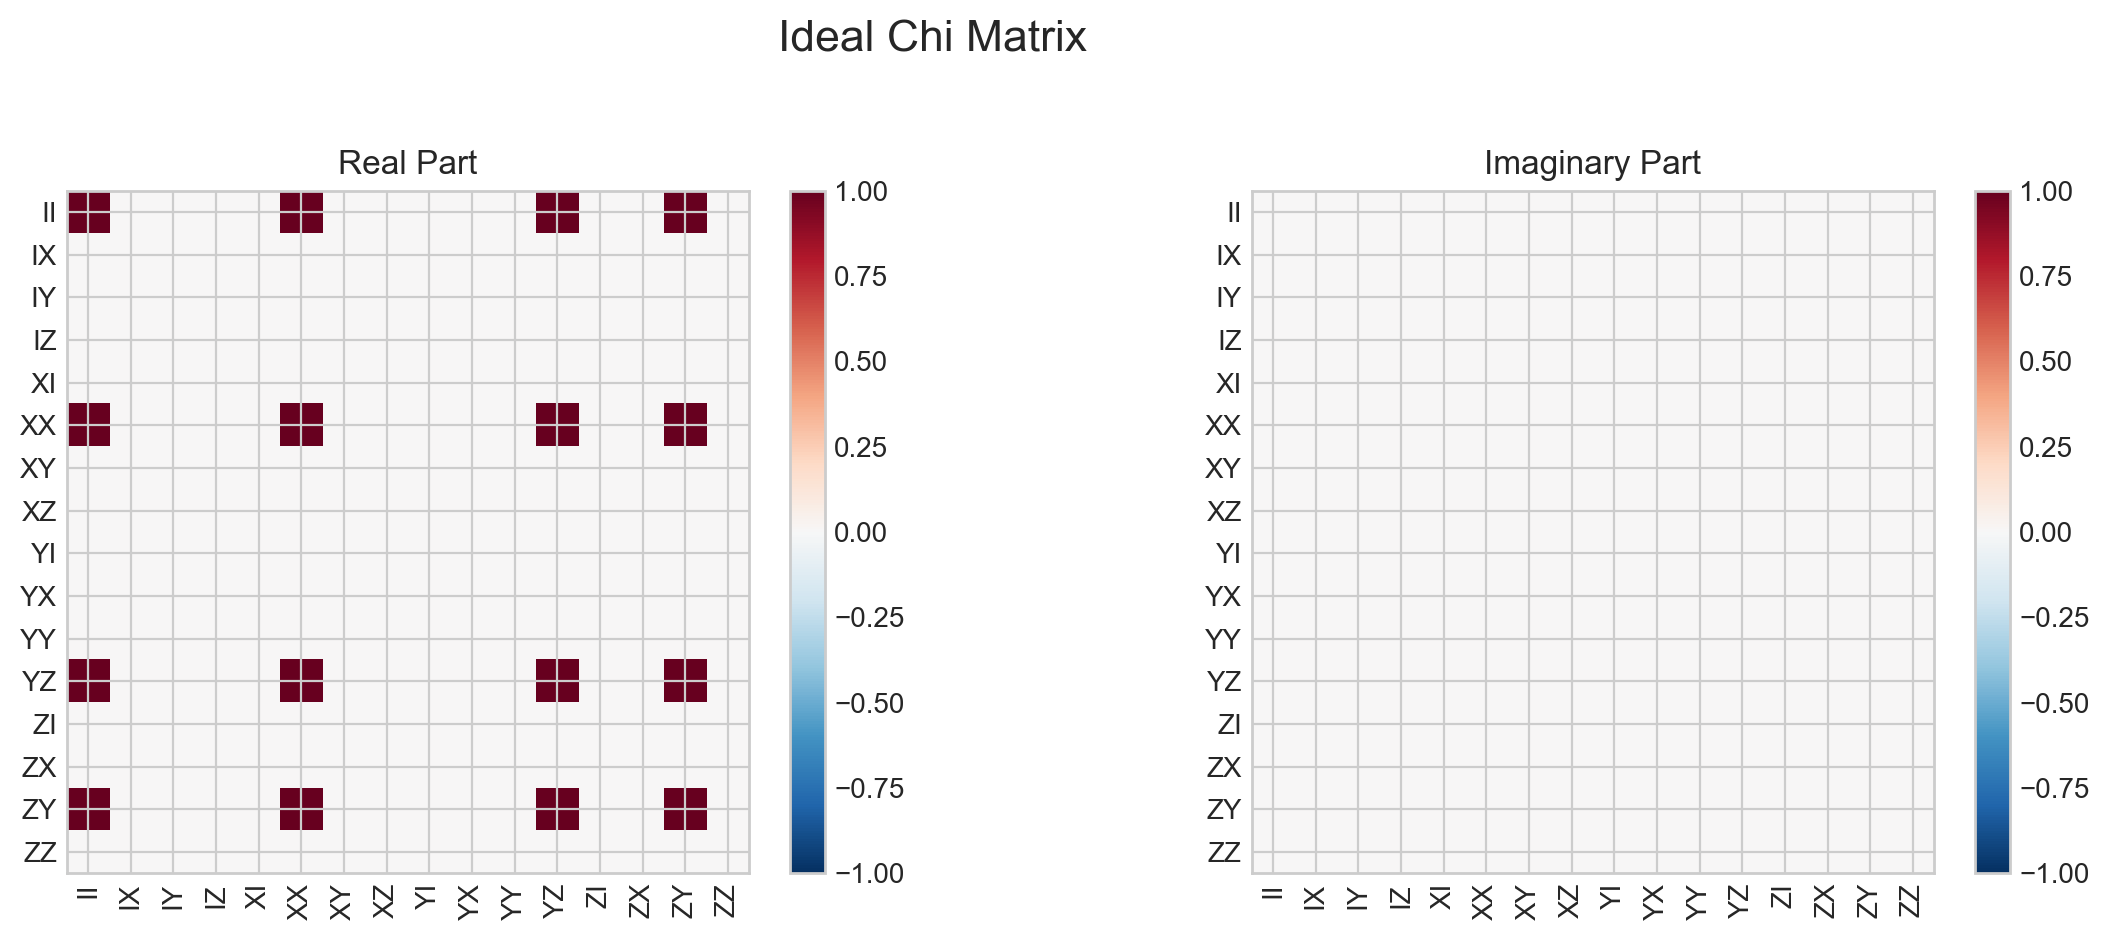 Ideal Chi Matrix
Real Part
II
IX
IY
IZ
XI
XX
XY
XZ
YI
YX
YY
YZ
ZI
ZX
ZY
ZZ
II IX IY IZ XI XX XY XZ YI YX YY YZ ZI ZX ZY ZZ
1.00
0.75
0.50
0.25
0.00
−0.25
−0.50
−0.75
−1.00
Imaginary Part
II
IX
IY
IZ
XI
XX
XY
XZ
YI
YX
YY
YZ
ZI
ZX
ZY
ZZ
II IX IY IZ XI XX XY XZ YI YX YY YZ ZI ZX ZY ZZ
1.00
0.75
0.50
0.25
0.00
−0.25
−0.50
−0.75
−1.00